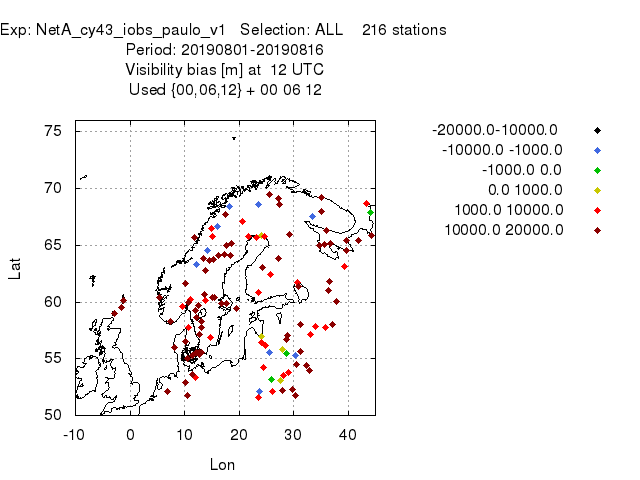 Exp: NetA_cy43_iobs_paulo_v1   Selection: ALL    216 stations
Period: 20190801-20190816
Visibility bias [m] at  12 UTC
Used {00,06,12} + 00 06 12
-20000.0-10000.0
-10000.0 -1000.0
-1000.0 0.0
0.0 1000.0
1000.0 10000.0
10000.0 20000.0
75
70
65
60
55
50
Lat
-10 0 10 20 30 40
Lon